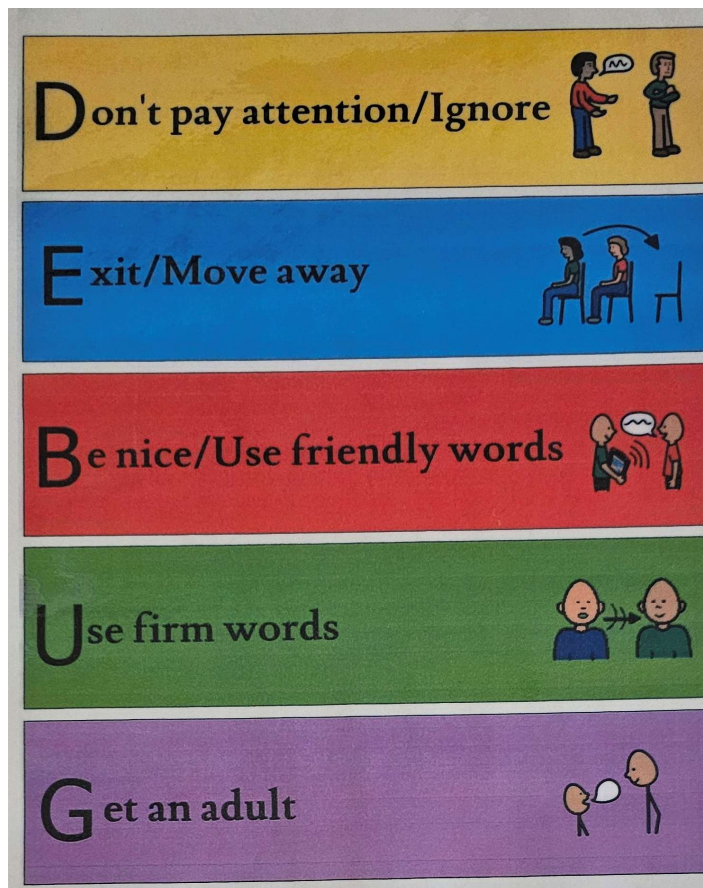 Don't pay attention/Ignore
Exit/Move away
Be nice/Use friendly words
Use firm words
Get an adult